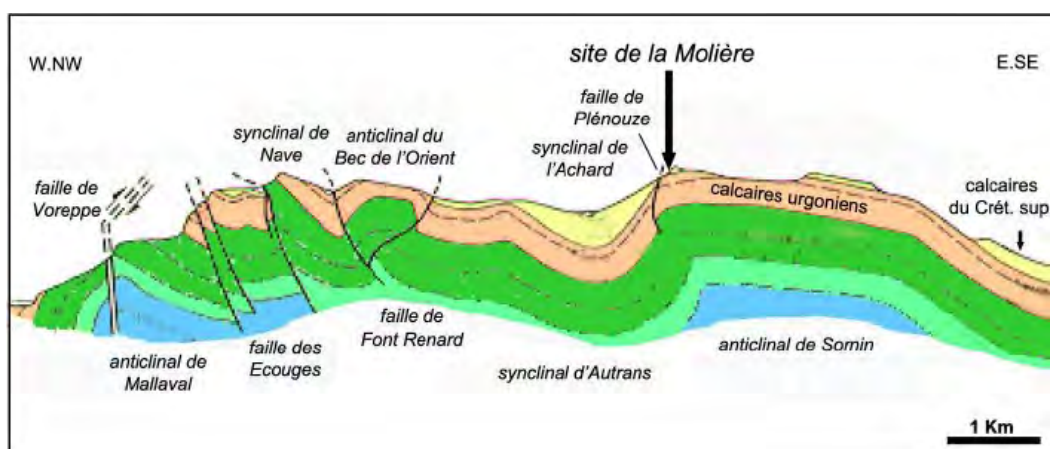 W.NW
site de la Molière
E.SE
faille de
Plénouze
synclinal de
Nave
anticlinal du
Bec de l'Orient
synclinal de
l'Achard
faille de
Voreppe
calcaires urgoniens
calcaires
du Crét. sup
faille de
Font Renard
anticlinal de
Mallaval
faille des
Ecouges
anticlinal de Sornin
synclinal d'Autrans
1 Km